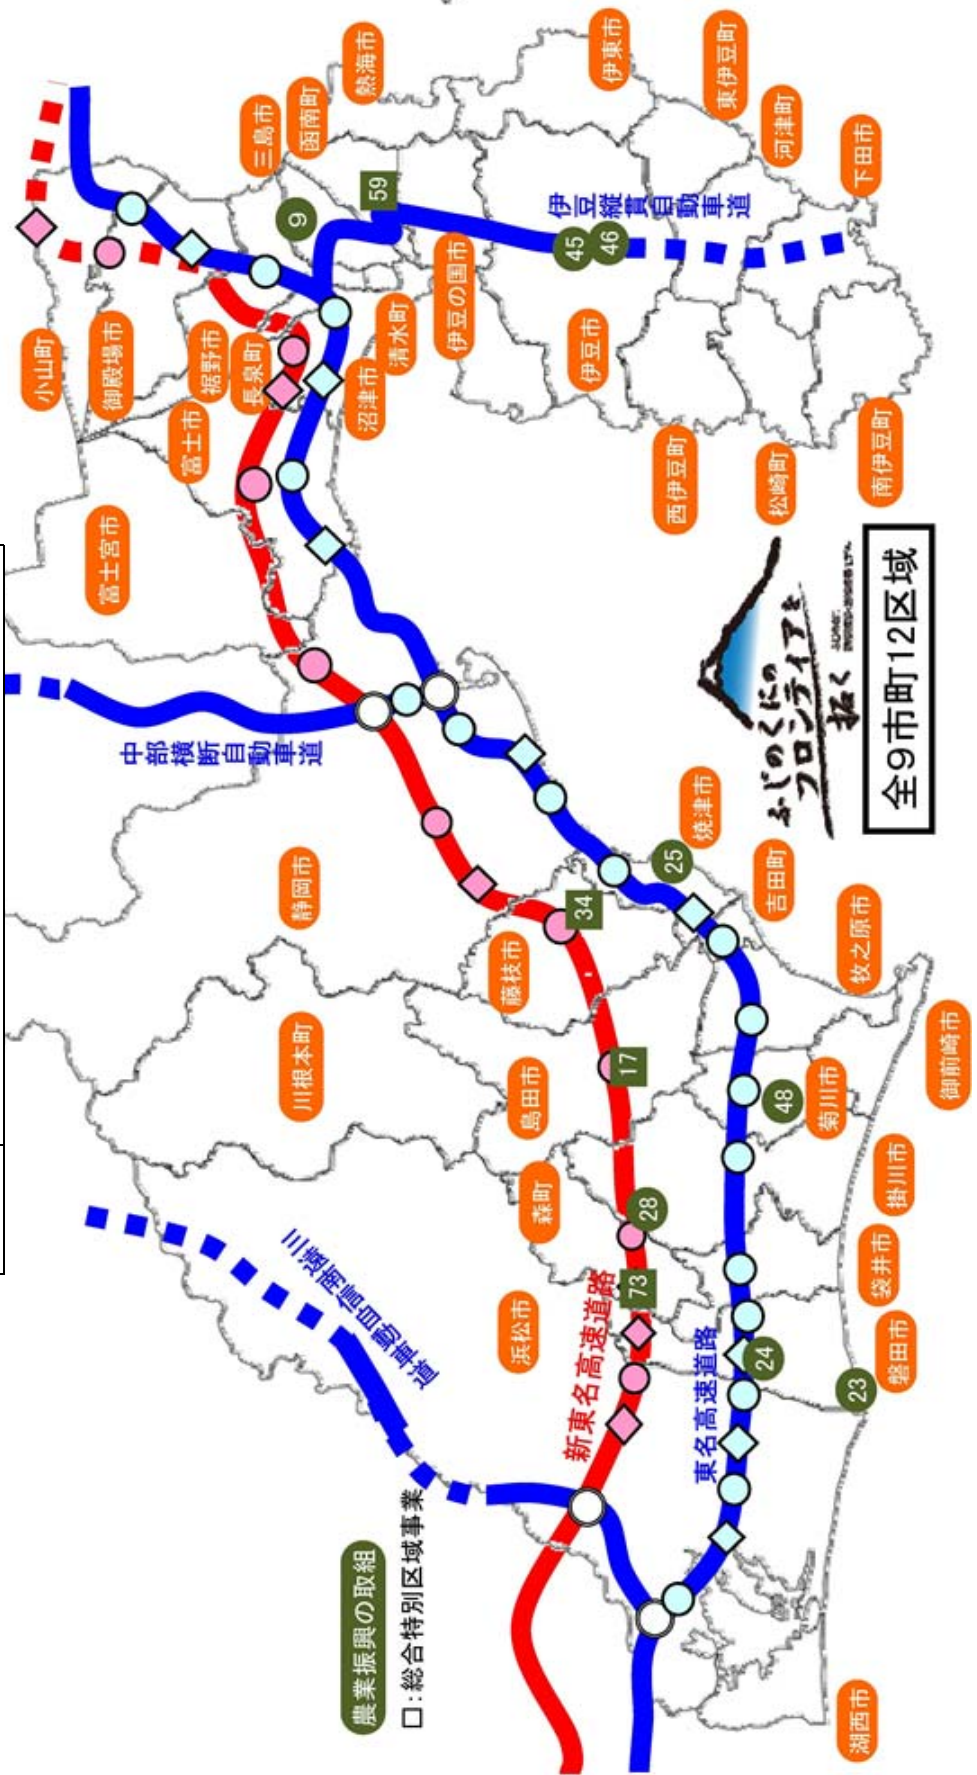 小山町
富士宮市
御殿場市
中部横断自動車道
富士市
裾野市
長泉町
三島市
9
川根本町
静岡市
函南町
三遠南信自動車道
農業振興の取組
□：総合特別区域事業
沼津市
清水町
熱海市
59
伊豆の国市
浜松市
森町
島田市
藤枝市
34
45
46
伊豆市
伊東市
新東名高速道路
73
28
17
25
伊豆縦貫自動車道
西伊豆町
焼津市
東名高速道路
24
48
吉田町
松崎町
河津町
東伊豆町
ふじのくにの
フロンティアを
拓く
菊川市
23
湖西市
磐田市
袋井市
掛川市
牧之原市
南伊豆町
下田市
御前崎市
全9市町12区域